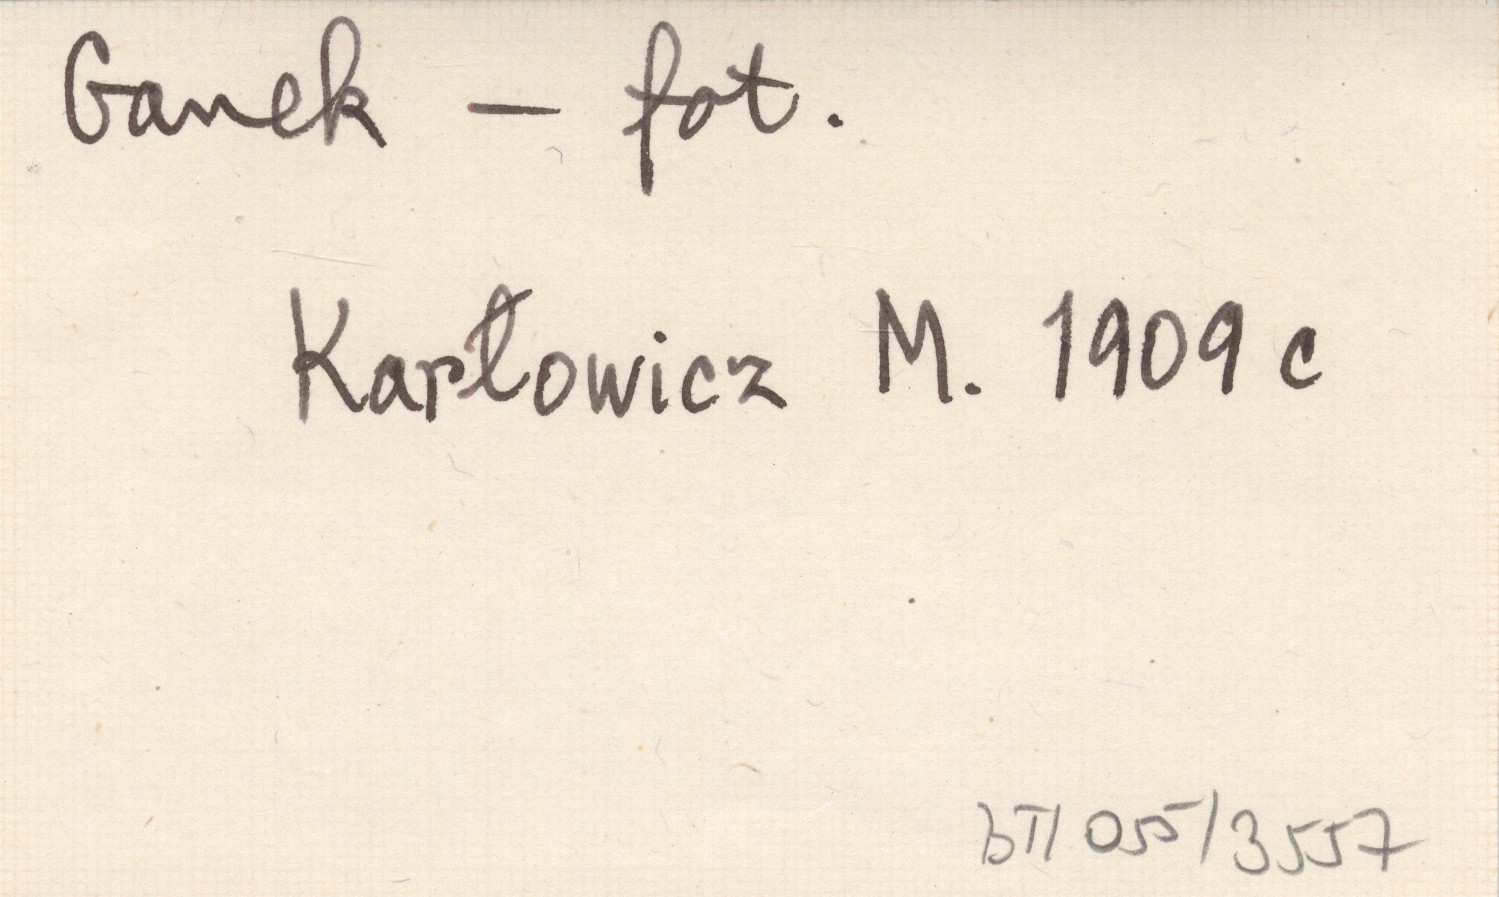 Ganek — fot.
Karłowicz M. 1909 c
bT/055/3557